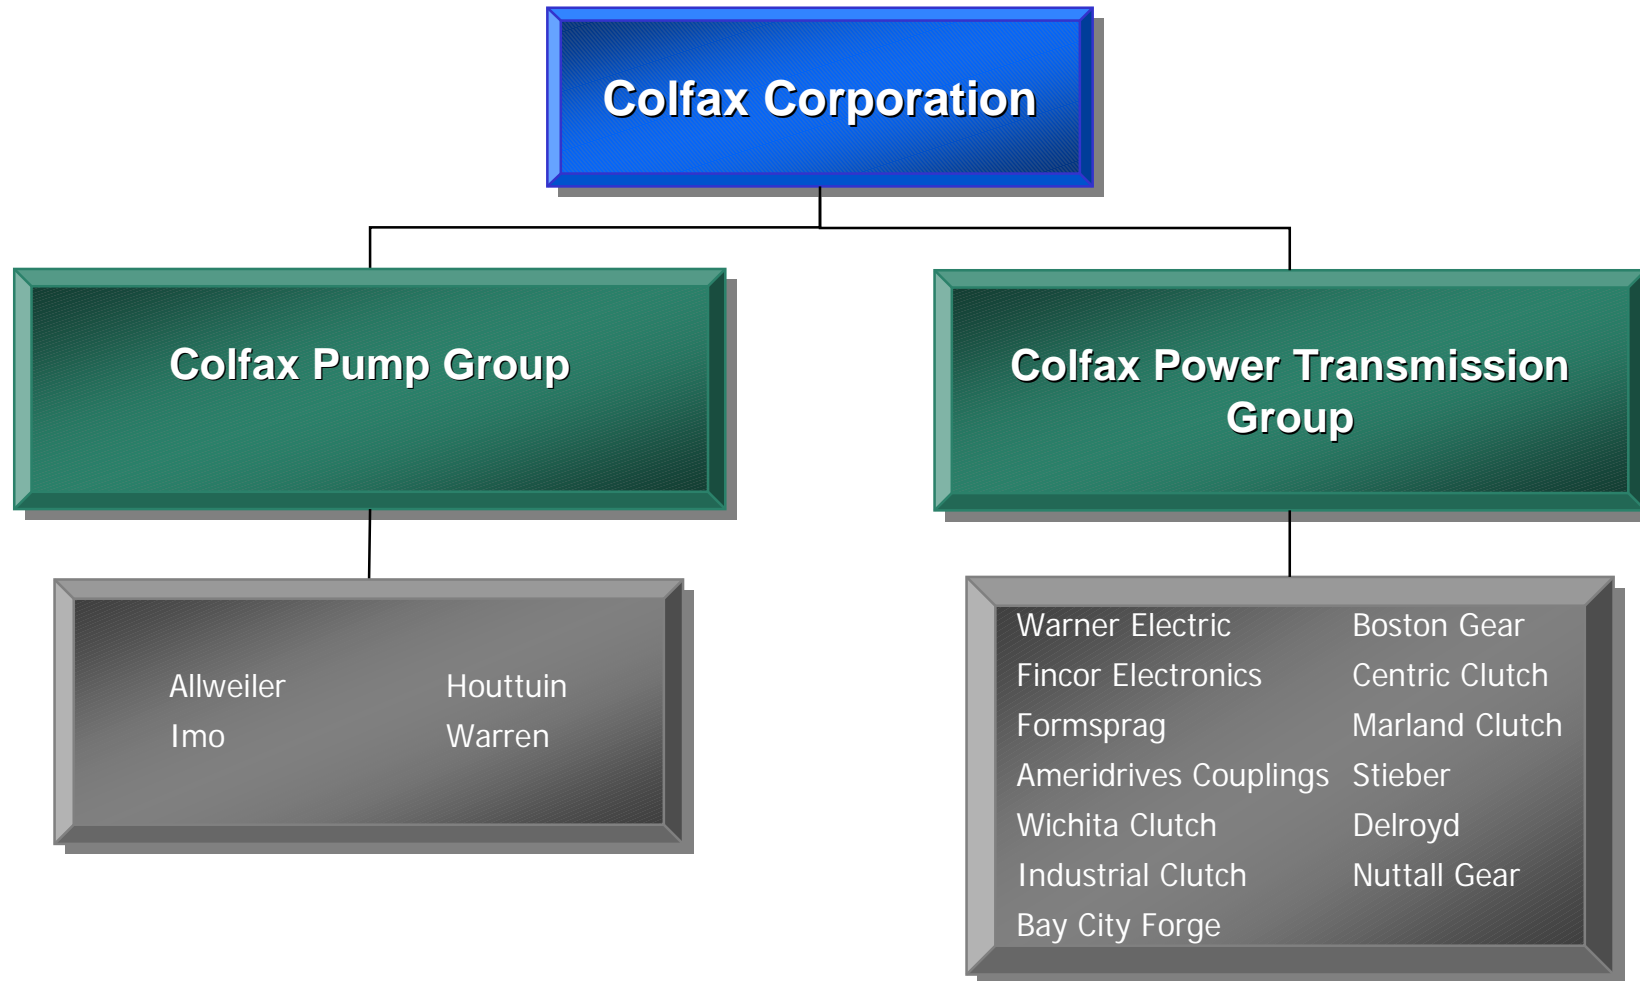 Colfax Corporation
Colfax Pump Group
Colfax Power Transmission
Group
Allweiler
Imo
Houttuin
Warren
Warner Electric
Fincor Electronics
Formsprag
Ameridrives Couplings
Wichita Clutch
Industrial Clutch
Bay City Forge
Boston Gear
Centric Clutch
Marland Clutch
Stieber
Delroyd
Nuttall Gear